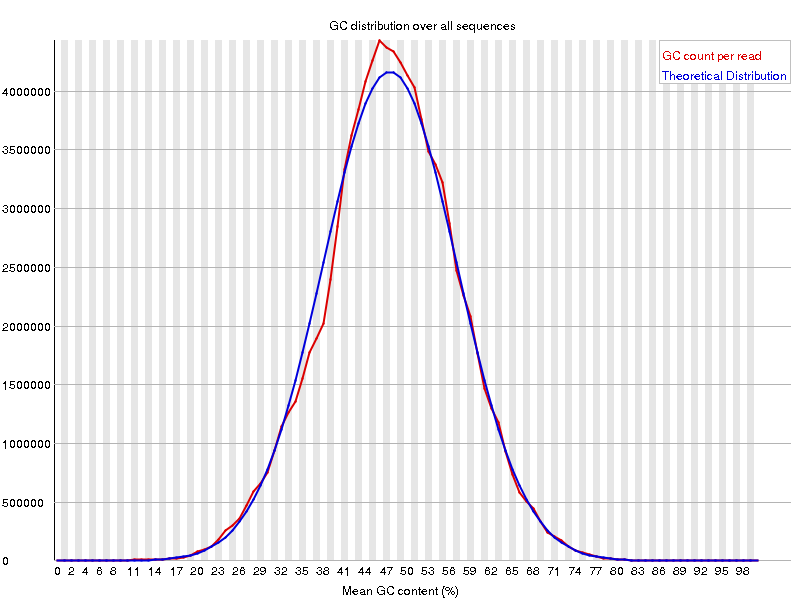 GC distribution over all sequences
GC count per read
Theoretical Distribution
4000000
3500000
3000000
2500000
2000000
1500000
1000000
500000
0
0 2 4 6 8 11 14 17 20 23 26 29 32 35 38 41 44 47 50 53 56 59 62 65 68 71 74 77 80 83 86 89 92 95 98
Mean GC content (%)